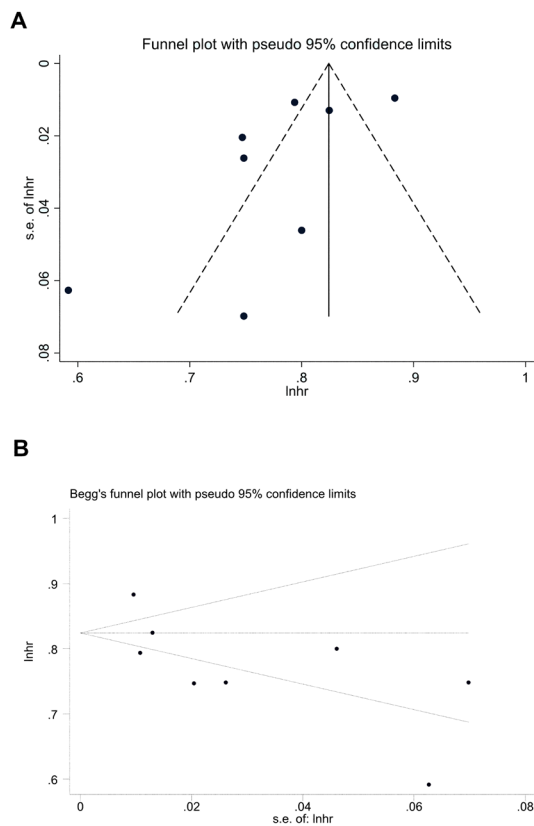 A
Funnel plot with pseudo 95% confidence limits
0
.02
.04
.06
.08
s.e. of lnhr
.6 .7 .8 .9 1
lnhr
B
Begg's funnel plot with pseudo 95% confidence limits
1
.9
.8
.7
.6
lnhr
0 .02 .04 .06 .08
s.e. of: lnhr